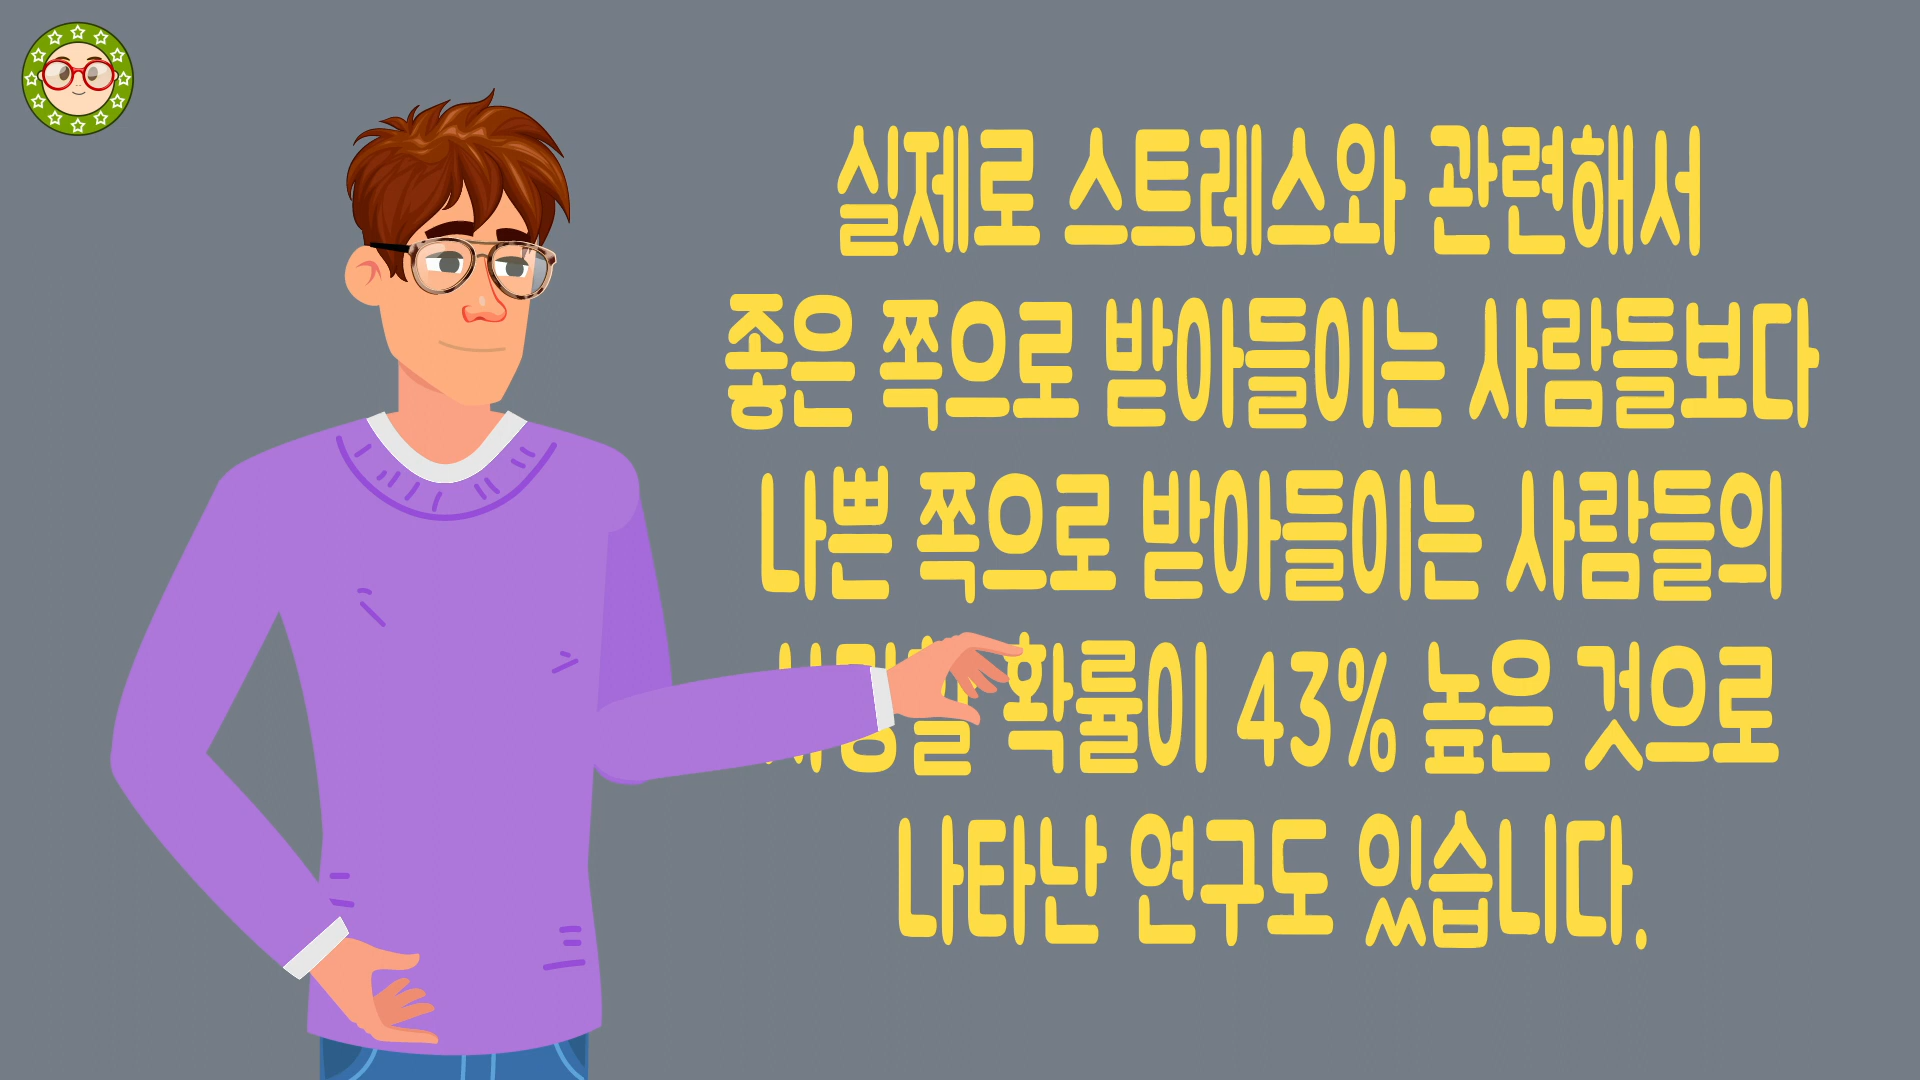 실제로 스트레스와 관련해서
좋은 쪽으로 받아들이는 사람들보다
나쁜 쪽으로 받아들이는 사람들의
확률이 43% 높은 것으로
나타난 연구도 있습니다.